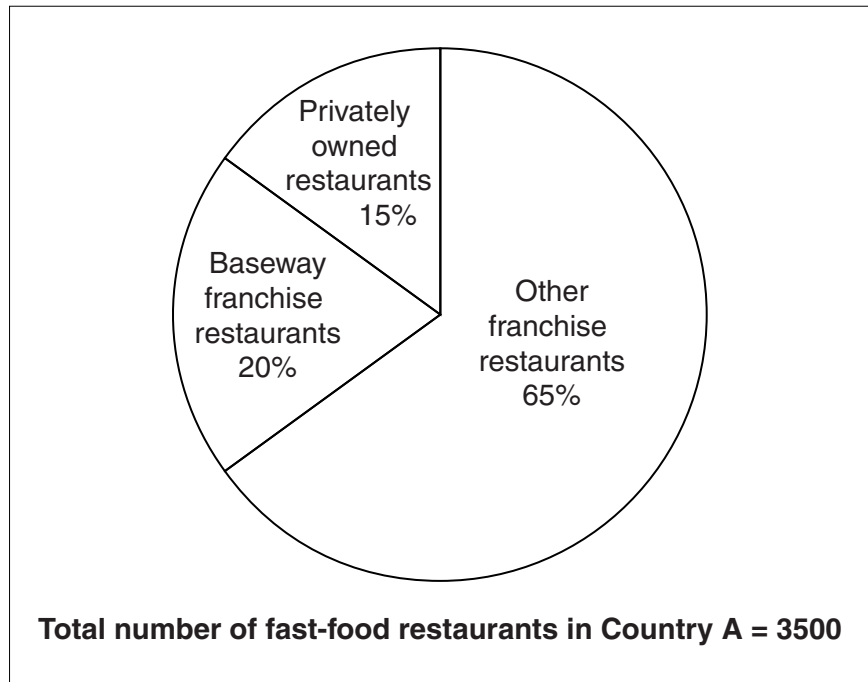 Privately
owned
restaurants
15%
Baseway
franchise
restaurants
20%
Other
franchise
restaurants
65%
Total number of fast-food restaurants in Country A = 3500